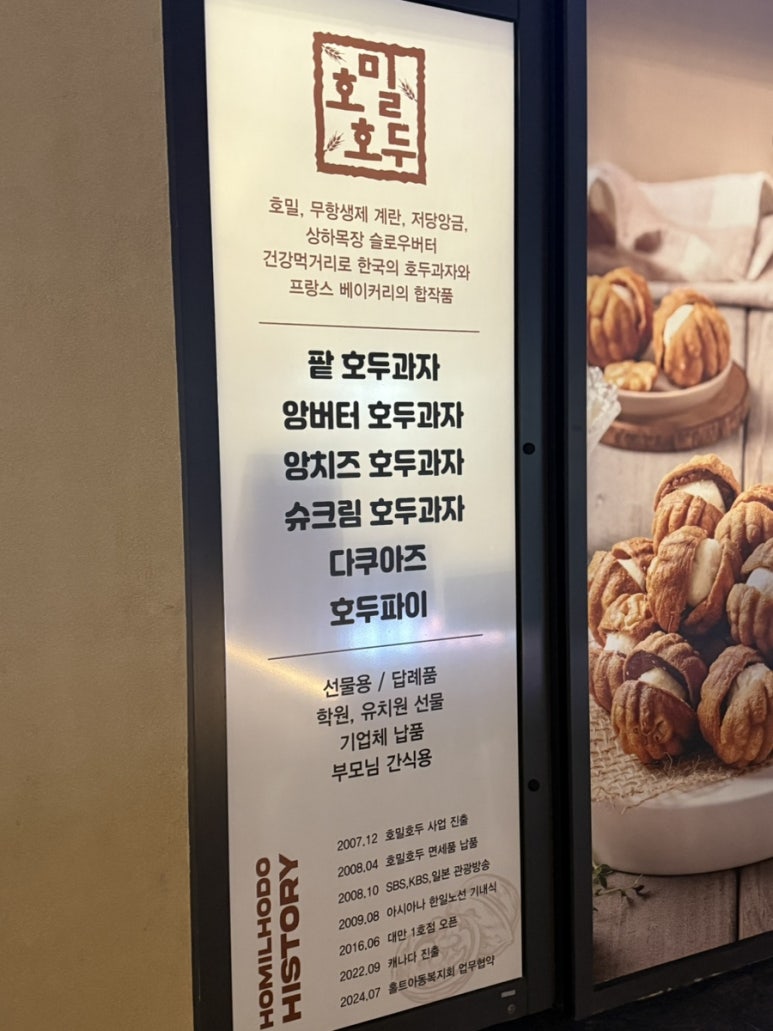 호밀
호두
호밀, 무항생제 계란, 저당앙금,
상하목장 슬로우버터
건강먹거리로 한국의 호두과자와
프랑스 베이커리의 합작품
팥 호두과자
앙버터 호두과자
앙치즈 호두과자
슈크림 호두과자
다쿠아즈
호두파이
선물용 / 답례품
학원, 유치원 선물
기업체 납품
부모님 간식용
HOMILHODO
HISTORY
2007.12 호밀호두 사업 진출
2008.04 호밀호두 면세품 납품
2008.10 SBS,KBS,일본 관광방송
2009.08 아시아나 한일노선 기내식
2016.06 대만 1호점 오픈
2022.09 캐나다 진출
2024.07 홀트아동복지회 업무협약